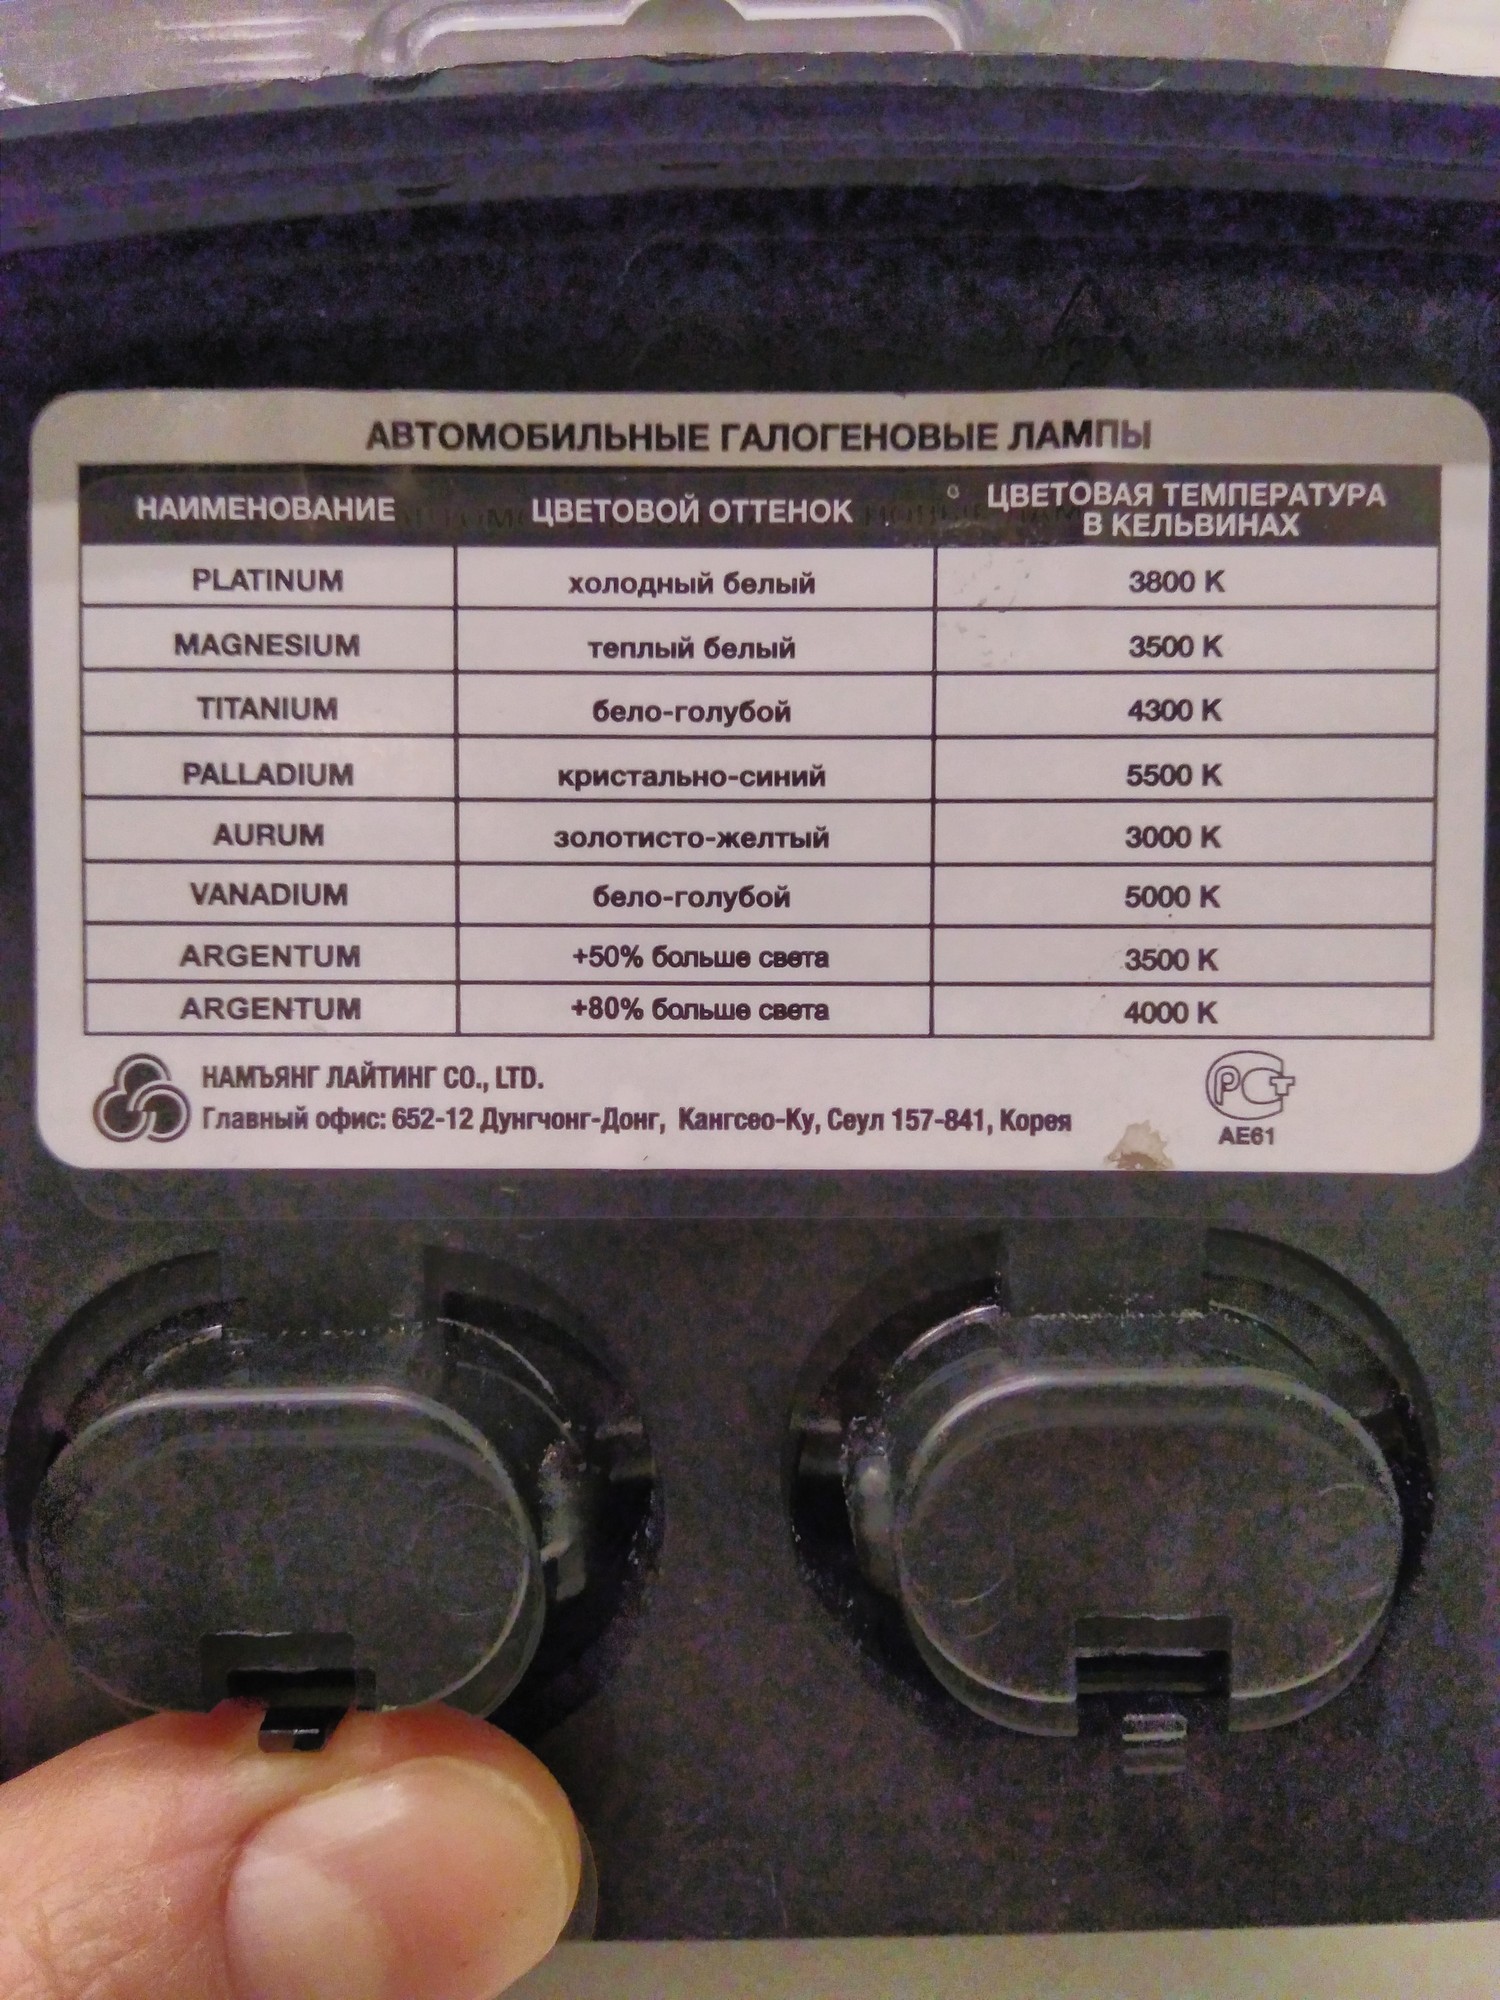 АВТОМОБИЛЬНЫЕ ГАЛОГЕНОВЫЕ ЛАМПЫ
НАИМЕНОВАНИЕ ЦВЕТОВОЙ ОТТЕНОК ЦВЕТОВАЯ ТЕМПЕРАТУРА
В КЕЛЬВИНАХ
PLATINUM холодный белый 3800 K
MAGNESIUM теплый белый 3500 K
TITANIUM бело-голубой 4300 K
PALLADIUM кристально-синий 5500 K
AURUM золотисто-желтый 3000 K
VANADIUM бело-голубой 5000 K
ARGENTUM +50% больше света 3500 K
ARGENTUM +80% больше света 4000 K
НАМЪЯНГ ЛАЙТИНГ CO., LTD.
Главный офис: 652-12 Дунгчонг-Донг, Кангсео-Ку, Сеул 157-841, Корея
РСТ
АЕ61